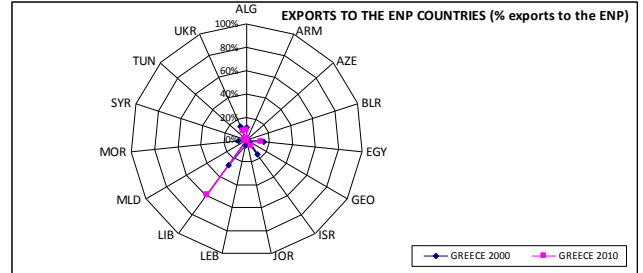 EXPORTS TO THE ENP COUNTRIES (% exports to the ENP)
ALG
100%
80%
60%
40%
20%
0%
ARM
AZE
BLR
EGY
GEO
ISR
JOR
LEB
LIB
MLD
MOR
SYR
TUN
UKR
GREECE 2000
GREECE 2010